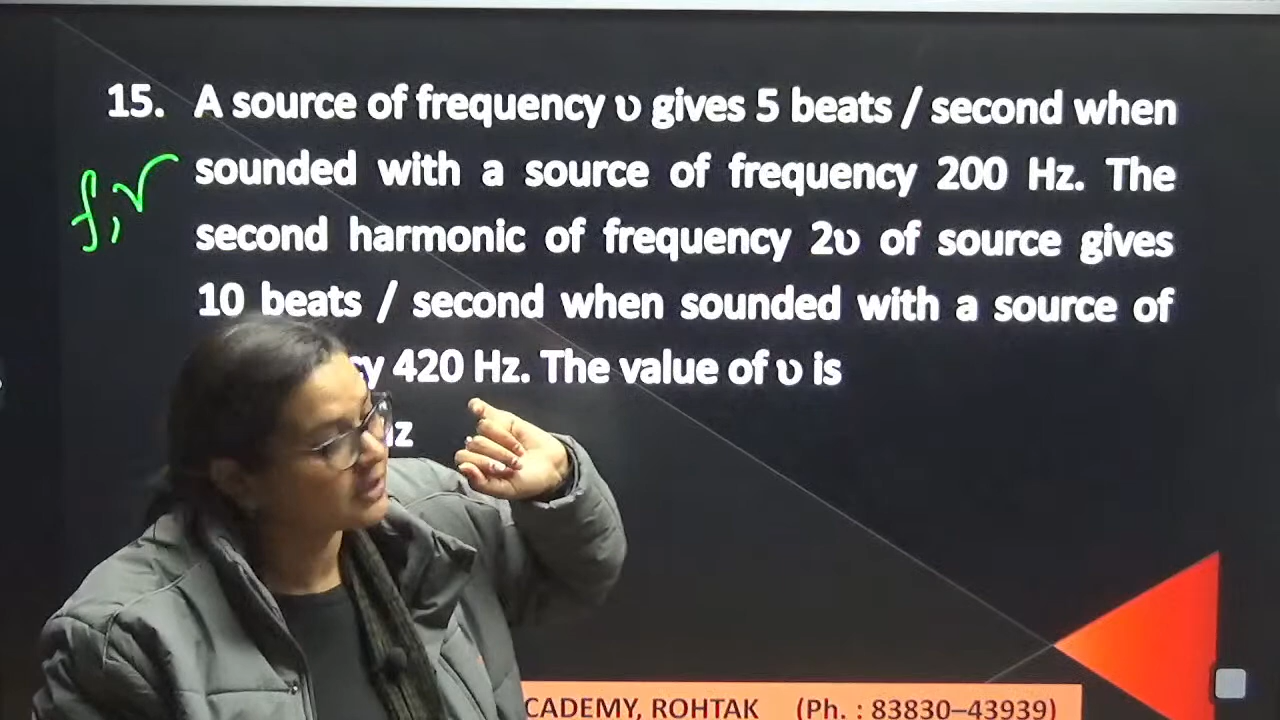 15. A source of frequency υ gives 5 beats / second when
f, ν
sounded with a source of frequency 200 Hz. The
second harmonic of frequency 2υ of source gives
10 beats / second when sounded with a source of
420 Hz. The value of υ is
CADEMY, ROHTAK (Ph. : 83830–43939)